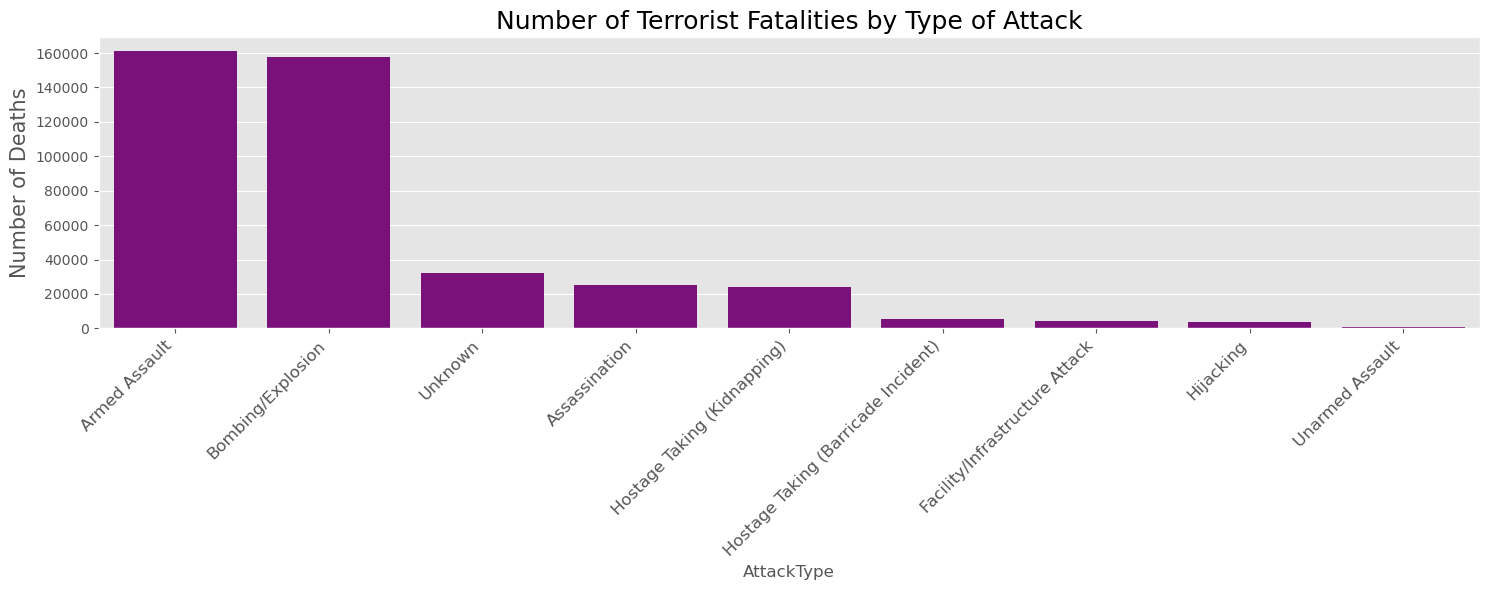 Number of Terrorist Fatalities by Type of Attack
Number of Deaths
160000
140000
120000
100000
80000
60000
40000
20000
0
Armed Assault
Bombing/Explosion
Unknown
Assassination
Hostage Taking (Kidnapping)
Hostage Taking (Barricade Incident)
Facility/Infrastructure Attack
Hijacking
Unarmed Assault
AttackType